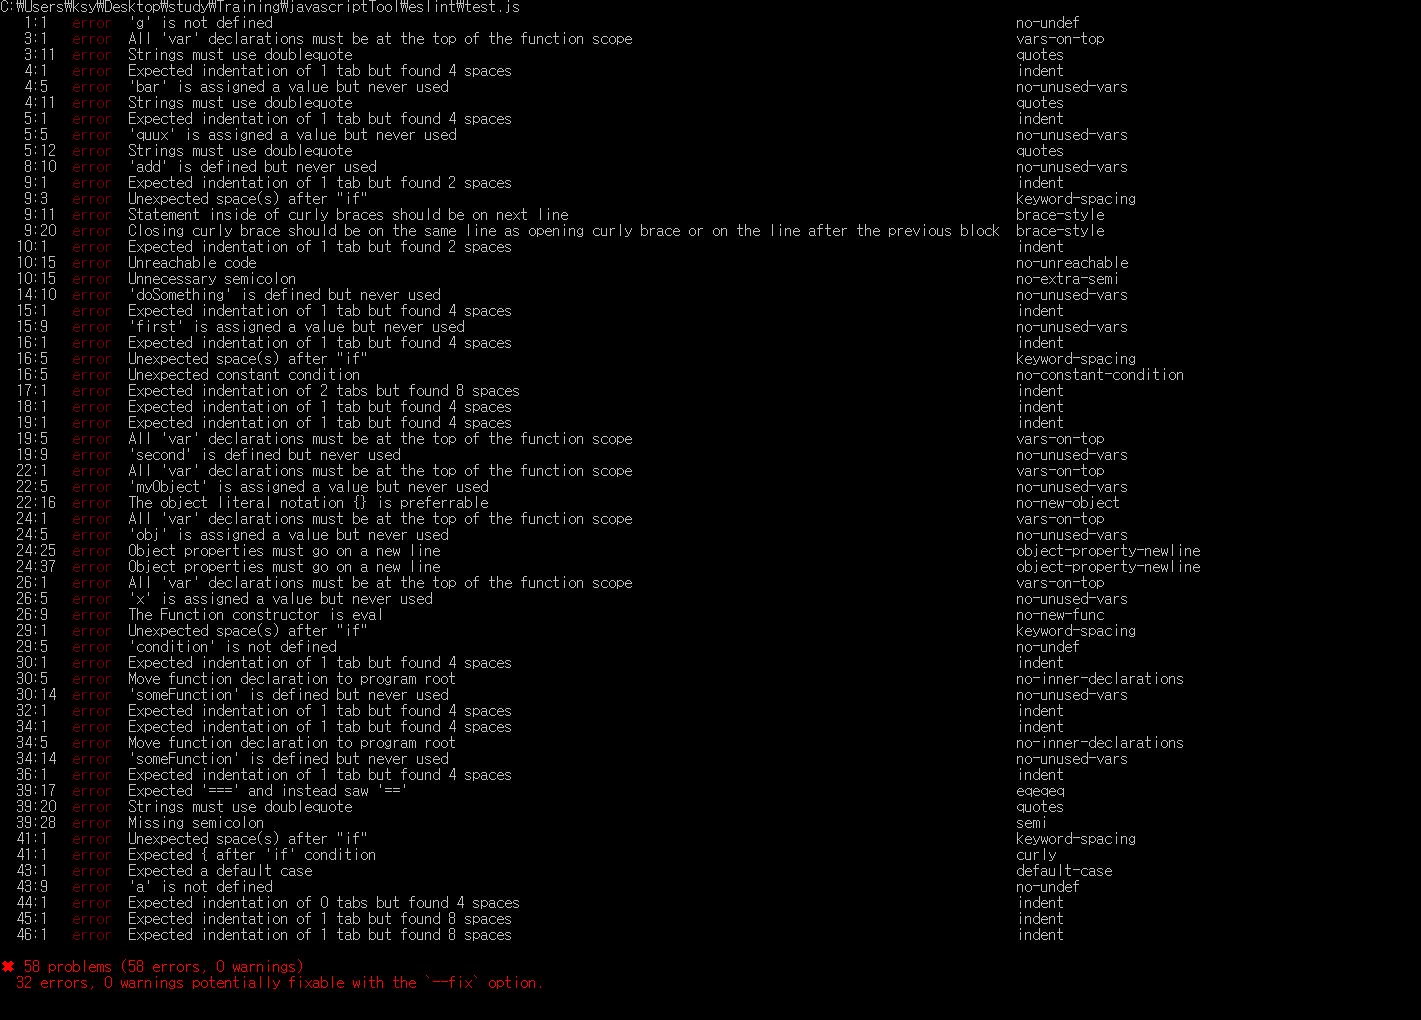 C:₩Users₩ksy₩Desktop₩study₩Training₩javascriptTool₩eslint₩test.js
1:1 error 'g' is not defined no-undef
3:1 error All 'var' declarations must be at the top of the function scope vars-on-top
3:11 error Strings must use doublequote quotes
4:1 error Expected indentation of 1 tab but found 4 spaces indent
4:5 error 'bar' is assigned a value but never used no-unused-vars
4:11 error Strings must use doublequote quotes
5:1 error Expected indentation of 1 tab but found 4 spaces indent
5:5 error 'quux' is assigned a value but never used no-unused-vars
5:12 error Strings must use doublequote quotes
8:10 error 'add' is defined but never used no-unused-vars
9:1 error Expected indentation of 1 tab but found 2 spaces indent
9:3 error Unexpected space(s) after "if" keyword-spacing
9:11 error Statement inside of curly braces should be on next line brace-style
9:20 error Closing curly brace should be on the same line as opening curly brace or on the line after the previous block brace-style
10:1 error Expected indentation of 1 tab but found 2 spaces indent
10:15 error Unreachable code no-unreachable
10:15 error Unnecessary semicolon no-extra-semi
14:10 error 'doSomething' is defined but never used no-unused-vars
15:1 error Expected indentation of 1 tab but found 4 spaces indent
15:9 error 'first' is assigned a value but never used no-unused-vars
16:1 error Expected indentation of 1 tab but found 4 spaces indent
16:5 error Unexpected space(s) after "if" keyword-spacing
16:5 error Unexpected constant condition no-constant-condition
17:1 error Expected indentation of 2 tabs but found 8 spaces indent
18:1 error Expected indentation of 1 tab but found 4 spaces indent
19:1 error Expected indentation of 1 tab but found 4 spaces indent
19:5 error All 'var' declarations must be at the top of the function scope vars-on-top
19:9 error 'second' is defined but never used no-unused-vars
22:1 error All 'var' declarations must be at the top of the function scope vars-on-top
22:5 error 'myObject' is assigned a value but never used no-unused-vars
22:16 error The object literal notation {} is preferrable no-new-object
24:1 error All 'var' declarations must be at the top of the function scope vars-on-top
24:5 error 'obj' is assigned a value but never used no-unused-vars
24:25 error Object properties must go on a new line object-property-newline
24:37 error Object properties must go on a new line object-property-newline
26:1 error All 'var' declarations must be at the top of the function scope vars-on-top
26:5 error 'x' is assigned a value but never used no-unused-vars
26:9 error The Function constructor is eval no-new-func
29:1 error Unexpected space(s) after "if" keyword-spacing
29:5 error 'condition' is not defined no-undef
30:1 error Expected indentation of 1 tab but found 4 spaces indent
30:5 error Move function declaration to program root no-inner-declarations
30:14 error 'someFunction' is defined but never used no-unused-vars
32:1 error Expected indentation of 1 tab but found 4 spaces indent
34:1 error Expected indentation of 1 tab but found 4 spaces indent
34:5 error Move function declaration to program root no-inner-declarations
34:14 error 'someFunction' is defined but never used no-unused-vars
36:1 error Expected indentation of 1 tab but found 4 spaces indent
39:17 error Expected '===' and instead saw '==' eqeqeq
39:20 error Strings must use doublequote quotes
39:28 error Missing semicolon semi
41:1 error Unexpected space(s) after "if" keyword-spacing
41:1 error Expected { after 'if' condition curly
43:1 error Expected a default case default-case
43:9 error 'a' is not defined no-undef
44:1 error Expected indentation of 0 tabs but found 4 spaces indent
45:1 error Expected indentation of 1 tab but found 8 spaces indent
46:1 error Expected indentation of 1 tab but found 8 spaces indent
✖ 58 problems (58 errors, 0 warnings)
32 errors, 0 warnings potentially fixable with the `--fix` option.